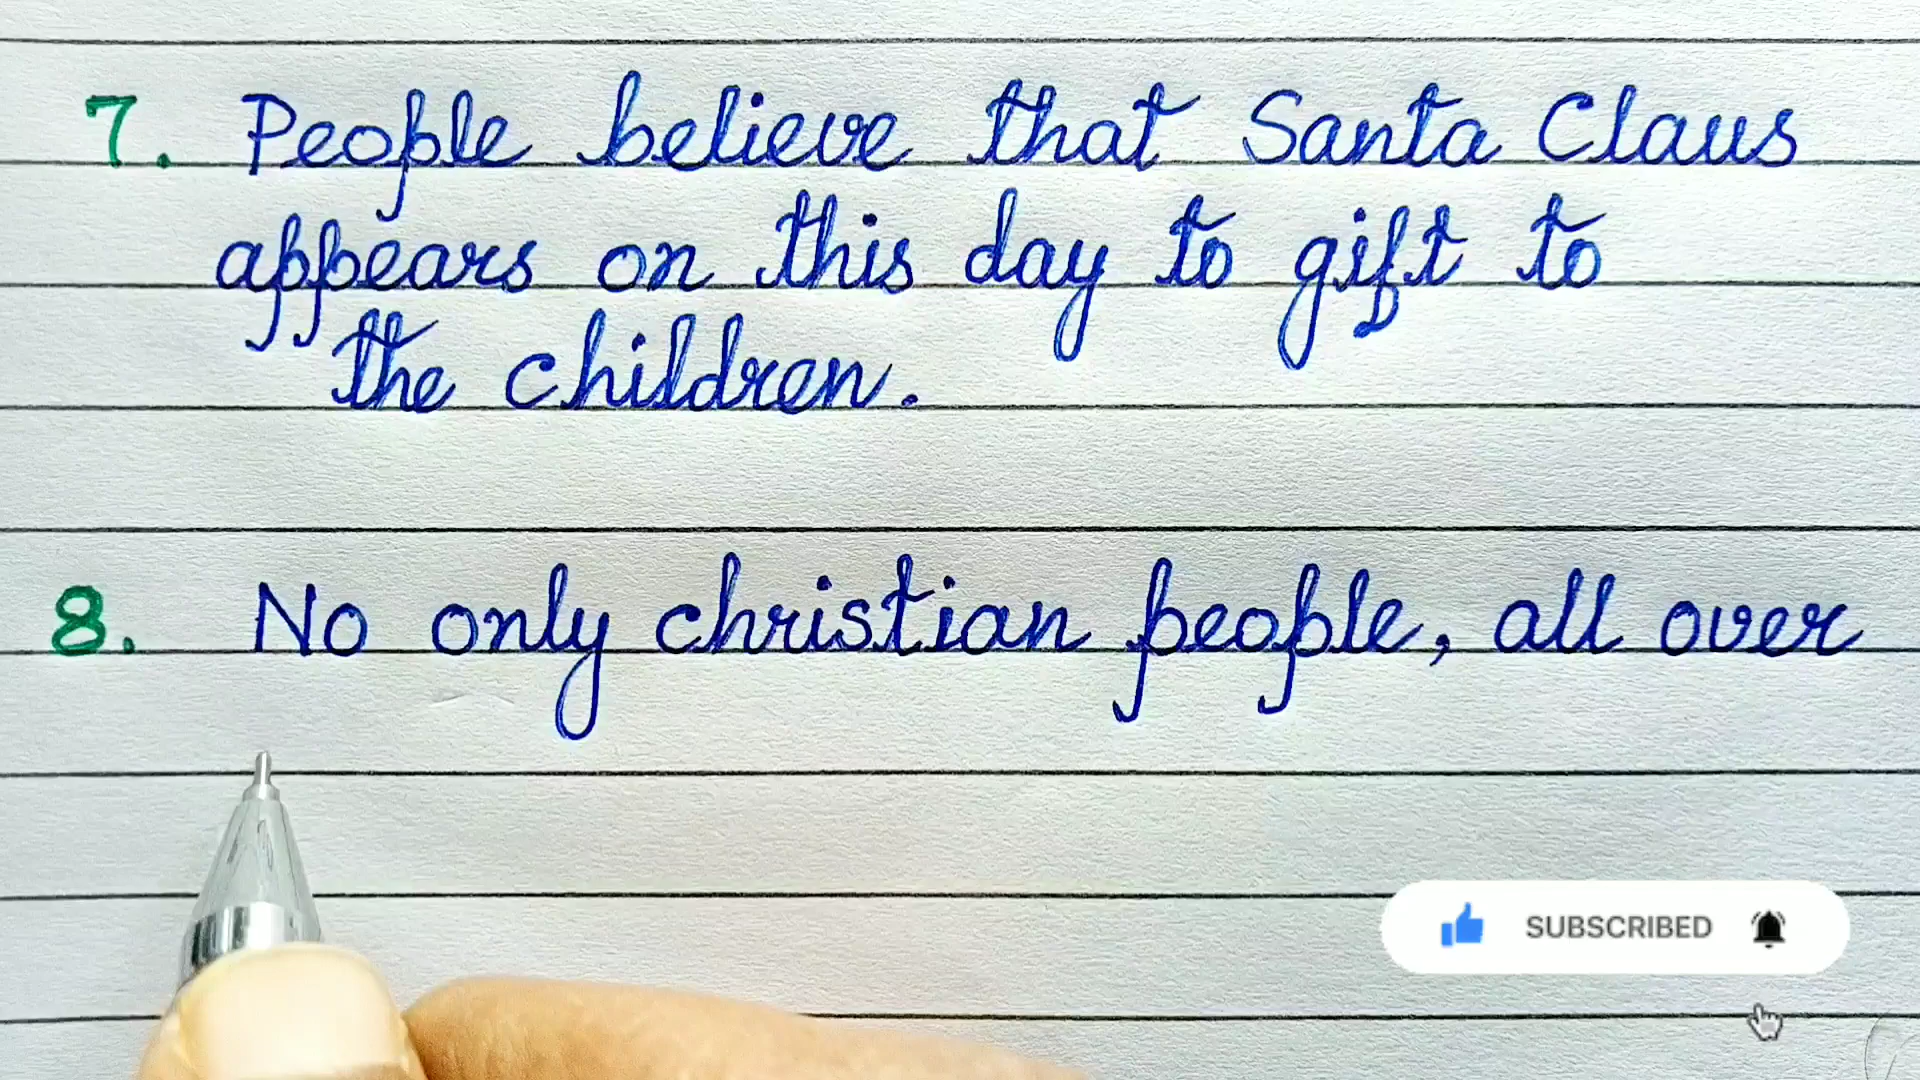 7. People believe that Santa Claus
appears on this day to gift to
the children.
8. No only christian people, all over
SUBSCRIBED